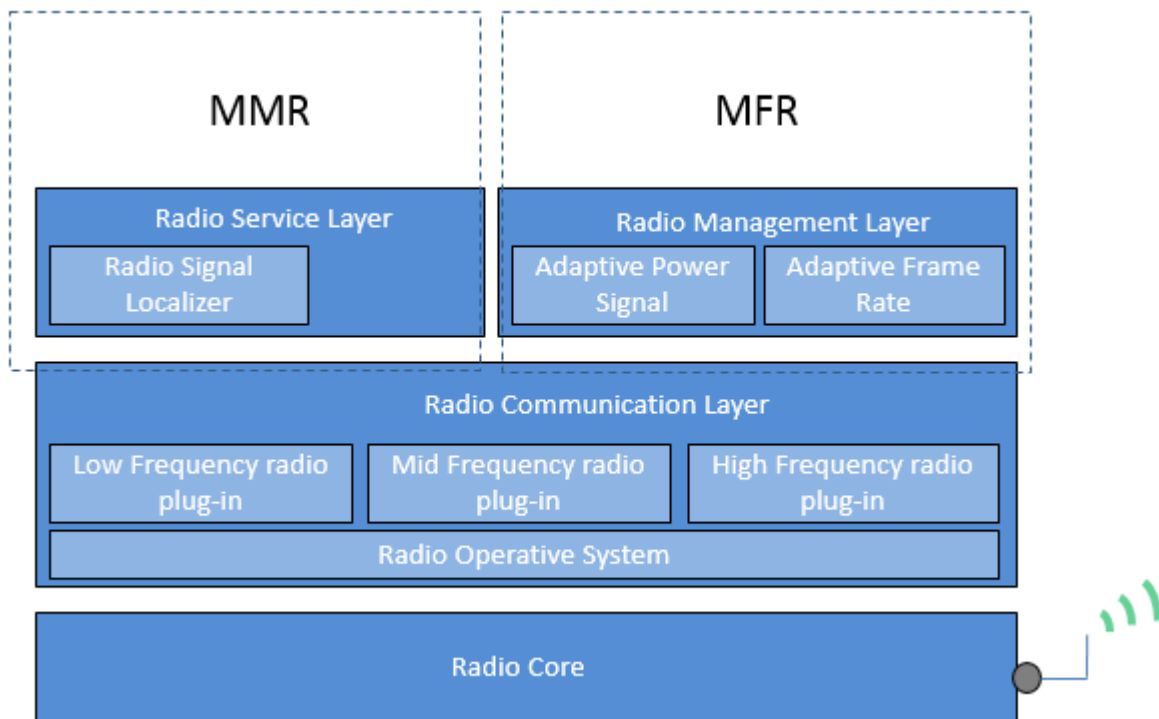 MMR
MFR
Radio Service Layer
Radio Management Layer
Radio Signal
Localizer
Adaptive Power
Signal
Adaptive Frame
Rate
Radio Communication Layer
Low Frequency radio
plug-in
Mid Frequency radio
plug-in
High Frequency radio
plug-in
Radio Operative System
Radio Core